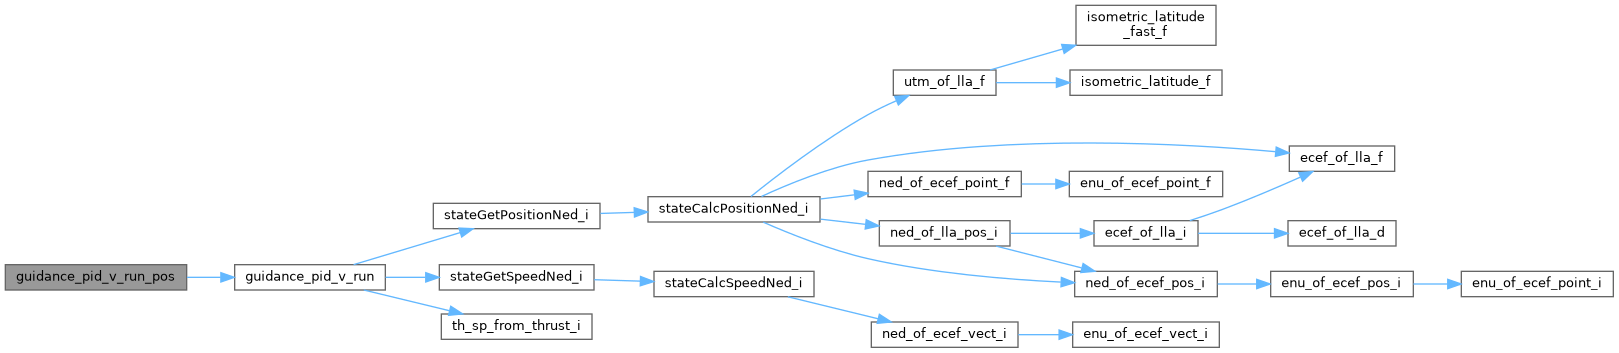 guidance_pid_v_run_pos
guidance_pid_v_run
stateGetPositionNed_i
stateGetSpeedNed_i
th_sp_from_thrust_i
stateCalcPositionNed_i
stateCalcSpeedNed_i
utm_of_lla_f
ned_of_ecef_point_f
ned_of_lla_pos_i
ned_of_ecef_vect_i
isometric_latitude
_fast_f
isometric_latitude_f
enu_of_ecef_point_f
ecef_of_lla_i
ned_of_ecef_pos_i
enu_of_ecef_vect_i
ecef_of_lla_f
ecef_of_lla_d
enu_of_ecef_pos_i
enu_of_ecef_point_i